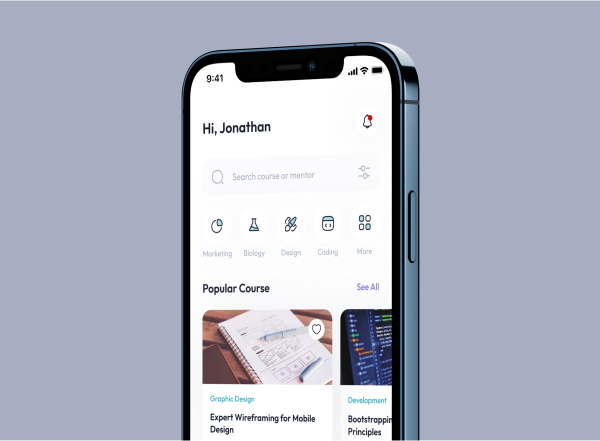 9:41
Hi, Jonathan
Search course or mentor
Marketing Biology Design Coding More
Popular Course See All
Graphic Design
Expert Wireframing for Mobile
Design
Development
Principles